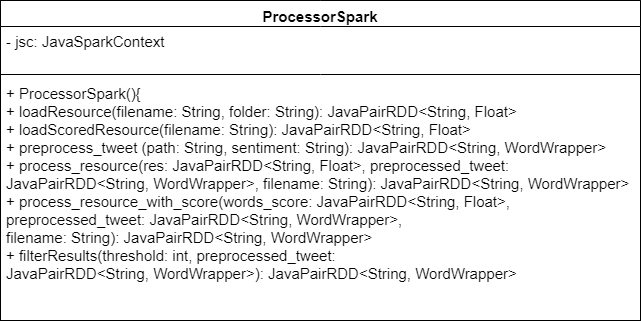 ProcessorSpark
- jsc: JavaSparkContext
+ ProcessorSpark(){
+ loadResource(filename: String, folder: String): JavaPairRDD<String, Float>
+ loadScoredResource(filename: String): JavaPairRDD<String, Float>
+ preprocess_tweet (path: String, sentiment: String): JavaPairRDD<String, WordWrapper>
+ process_resource(res: JavaPairRDD<String, Float>, preprocessed_tweet:
JavaPairRDD<String, WordWrapper>, filename: String): JavaPairRDD<String, WordWrapper>
+ process_resource_with_score(words_score: JavaPairRDD<String, Float>,
preprocessed_tweet: JavaPairRDD<String, WordWrapper>,
filename: String): JavaPairRDD<String, WordWrapper>
+ filterResults(threshold: int, preprocessed_tweet:
JavaPairRDD<String, WordWrapper>): JavaPairRDD<String, WordWrapper>